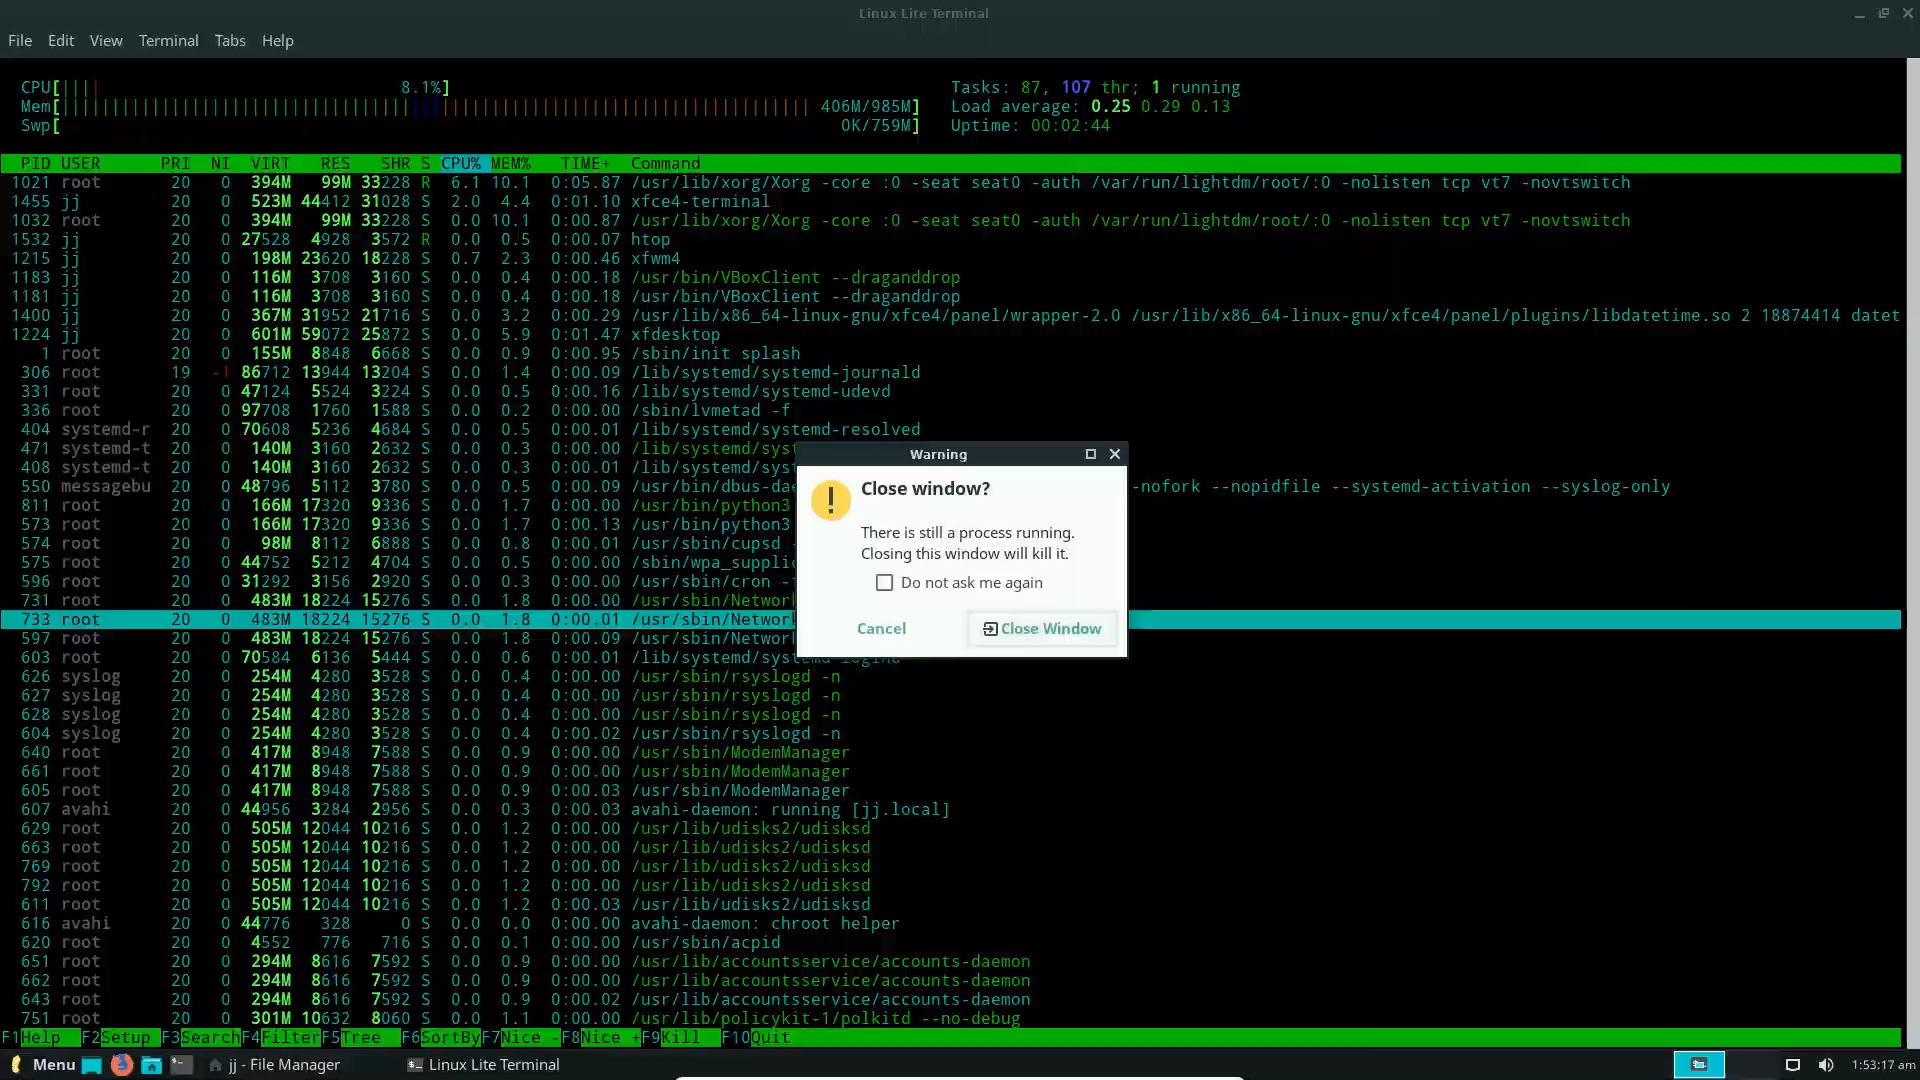 Linux Lite Terminal
File Edit View Terminal Tabs Help
CPU[|||| 8.1%] Tasks: 87, 107 thr; 1 running
Mem[ 406M/985M] Load average: 0.25 0.29 0.13
Swp[ 0K/759M] Uptime: 00:02:44
PID USER PRI NI VIRT RES SHR S CPU% MEM% TIME+ Command
1021 root 20 0 394M 99M 33228 R 6.1 10.1 0:05.87 /usr/lib/xorg/Xorg -core :0 -seat seat0 -auth /var/run/lightdm/root/:0 -nolisten tcp vt7 -novtswitch
1455 jj 20 0 523M 44412 31028 S 2.0 4.4 0:01.10 xfce4-terminal
1032 root 20 0 394M 99M 33228 S 0.0 10.1 0:00.87 /usr/lib/xorg/Xorg -core :0 -seat seat0 -auth /var/run/lightdm/root/:0 -nolisten tcp vt7 -novtswitch
1532 jj 20 0 27528 4928 3572 R 0.0 0.5 0:00.07 htop
1215 jj 20 0 198M 23620 18228 S 0.7 2.3 0:00.46 xfwm4
1183 jj 20 0 116M 3708 3160 S 0.0 0.4 0:00.18 /usr/bin/VBoxClient --draganddrop
1181 jj 20 0 116M 3708 3160 S 0.0 0.4 0:00.18 /usr/bin/VBoxClient --draganddrop
1400 jj 20 0 367M 31952 21716 S 0.0 3.2 0:00.29 /usr/lib/x86_64-linux-gnu/xfce4/panel/wrapper-2.0 /usr/lib/x86_64-linux-gnu/xfce4/panel/plugins/libdatetime.so 2 18874414 datet
1224 jj 20 0 601M 59072 25872 S 0.0 5.9 0:01.47 xfdesktop
1 root 20 0 155M 8848 6668 S 0.0 0.9 0:00.95 /sbin/init splash
306 root 19 -1 86712 13944 13204 S 0.0 1.4 0:00.09 /lib/systemd/systemd-journald
331 root 20 0 47124 5524 3224 S 0.0 0.5 0:00.16 /lib/systemd/systemd-udevd
336 root 20 0 97708 1760 1588 S 0.0 0.2 0:00.00 /sbin/lvmetad -f
404 systemd-r 20 0 70608 5236 4684 S 0.0 0.5 0:00.01 /lib/systemd/systemd-resolved
471 systemd-t 20 0 140M 3160 2632 S 0.0 0.3 0:00.00 /lib/systemd/syst
408 systemd-t 20 0 140M 3160 2632 S 0.0 0.3 0:00.01 /lib/systemd/syst
550 messagebu 20 0 48796 5112 3780 S 0.0 0.5 0:00.09 /usr/bin/dbus-dae -nofork --nopidfile --systemd-activation --syslog-only
811 root 20 0 166M 17320 9336 S 0.0 1.7 0:00.00 /usr/bin/python3
573 root 20 0 166M 17320 9336 S 0.0 1.7 0:00.13 /usr/bin/python3
574 root 20 0 98M 8112 6888 S 0.0 0.8 0:00.01 /usr/sbin/cupsd -
575 root 20 0 44752 5212 4704 S 0.0 0.5 0:00.00 /sbin/wpa_supplic
596 root 20 0 31292 3156 2920 S 0.0 0.3 0:00.00 /usr/sbin/cron -f
731 root 20 0 483M 18224 15276 S 0.0 1.8 0:00.00 /usr/sbin/Network
733 root 20 0 483M 18224 15276 S 0.0 1.8 0:00.01 /usr/sbin/Network
597 root 20 0 483M 18224 15276 S 0.0 1.8 0:00.09 /usr/sbin/Network
603 root 20 0 70584 6136 5444 S 0.0 0.6 0:00.01 /lib/systemd/systemd-logind
626 syslog 20 0 254M 4280 3528 S 0.0 0.4 0:00.00 /usr/sbin/rsyslogd -n
627 syslog 20 0 254M 4280 3528 S 0.0 0.4 0:00.00 /usr/sbin/rsyslogd -n
628 syslog 20 0 254M 4280 3528 S 0.0 0.4 0:00.00 /usr/sbin/rsyslogd -n
604 syslog 20 0 254M 4280 3528 S 0.0 0.4 0:00.02 /usr/sbin/rsyslogd -n
640 root 20 0 417M 8948 7588 S 0.0 0.9 0:00.00 /usr/sbin/ModemManager
661 root 20 0 417M 8948 7588 S 0.0 0.9 0:00.00 /usr/sbin/ModemManager
605 root 20 0 417M 8948 7588 S 0.0 0.9 0:00.03 /usr/sbin/ModemManager
607 avahi 20 0 44956 3284 2956 S 0.0 0.3 0:00.03 avahi-daemon: running [jj.local]
629 root 20 0 505M 12044 10216 S 0.0 1.2 0:00.00 /usr/lib/udisks2/udisksd
663 root 20 0 505M 12044 10216 S 0.0 1.2 0:00.00 /usr/lib/udisks2/udisksd
769 root 20 0 505M 12044 10216 S 0.0 1.2 0:00.00 /usr/lib/udisks2/udisksd
792 root 20 0 505M 12044 10216 S 0.0 1.2 0:00.00 /usr/lib/udisks2/udisksd
611 root 20 0 505M 12044 10216 S 0.0 1.2 0:00.03 /usr/lib/udisks2/udisksd
616 avahi 20 0 44776 328 0 S 0.0 0.0 0:00.00 avahi-daemon: chroot helper
620 root 20 0 4552 776 716 S 0.0 0.1 0:00.00 /usr/sbin/acpid
651 root 20 0 294M 8616 7592 S 0.0 0.9 0:00.00 /usr/lib/accountsservice/accounts-daemon
662 root 20 0 294M 8616 7592 S 0.0 0.9 0:00.00 /usr/lib/accountsservice/accounts-daemon
643 root 20 0 294M 8616 7592 S 0.0 0.9 0:00.02 /usr/lib/accountsservice/accounts-daemon
751 root 20 0 301M 10632 8060 S 0.0 1.1 0:00.00 /usr/lib/policykit-1/polkitd --no-debug
F1Help F2Setup F3SearchF4FilterF5Tree F6SortByF7Nice -F8Nice +F9Kill F10Quit
Warning
Close window?
There is still a process running.
Closing this window will kill it.
Do not ask me again
Cancel Close Window
Menu jj - File Manager Linux Lite Terminal 1:53:17 am